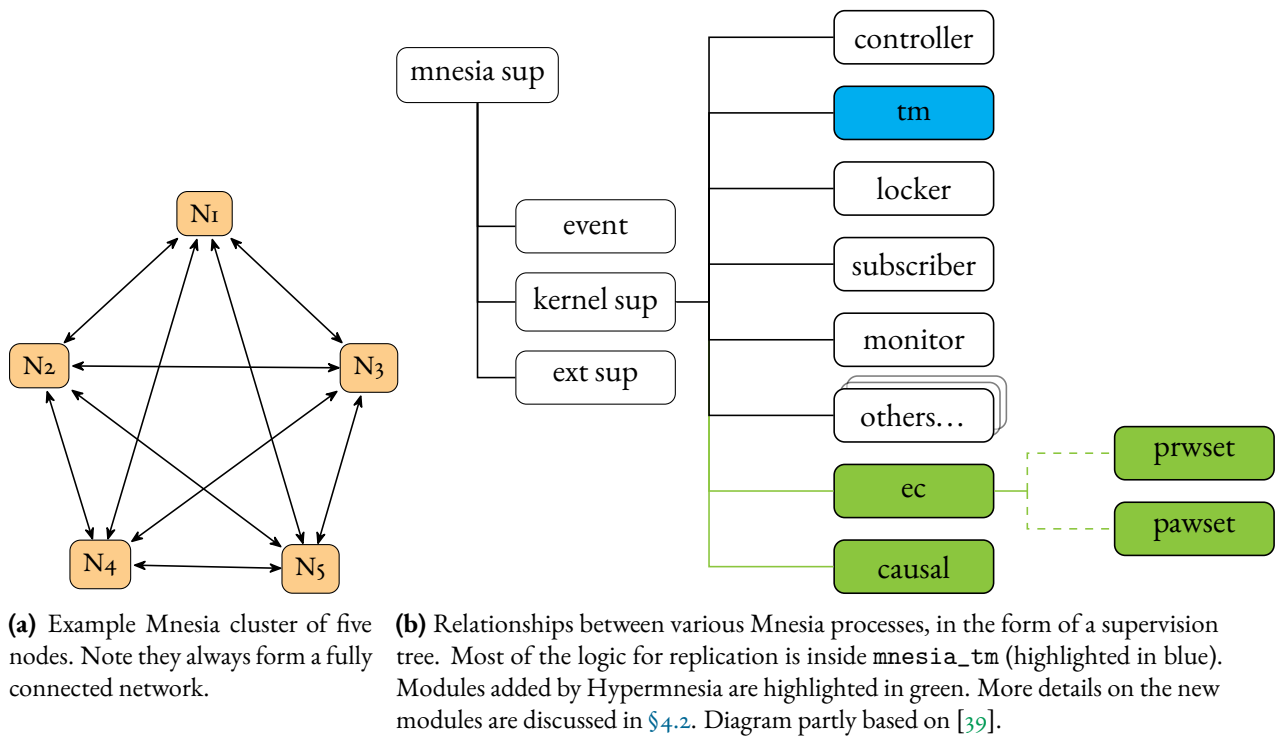 N1
N2
N3
N4
N5
mnesia sup
event
kernel sup
ext sup
controller
tm
locker
subscriber
monitor
others…
ec
causal
prwset
pawset
(a) Example Mnesia cluster of five
nodes. Note they always form a fully
connected network.
(b) Relationships between various Mnesia processes, in the form of a supervision
tree. Most of the logic for replication is inside mnesia_tm (highlighted in blue).
Modules added by Hypermnesia are highlighted in green. More details on the new
modules are discussed in §4.2. Diagram partly based on [39].